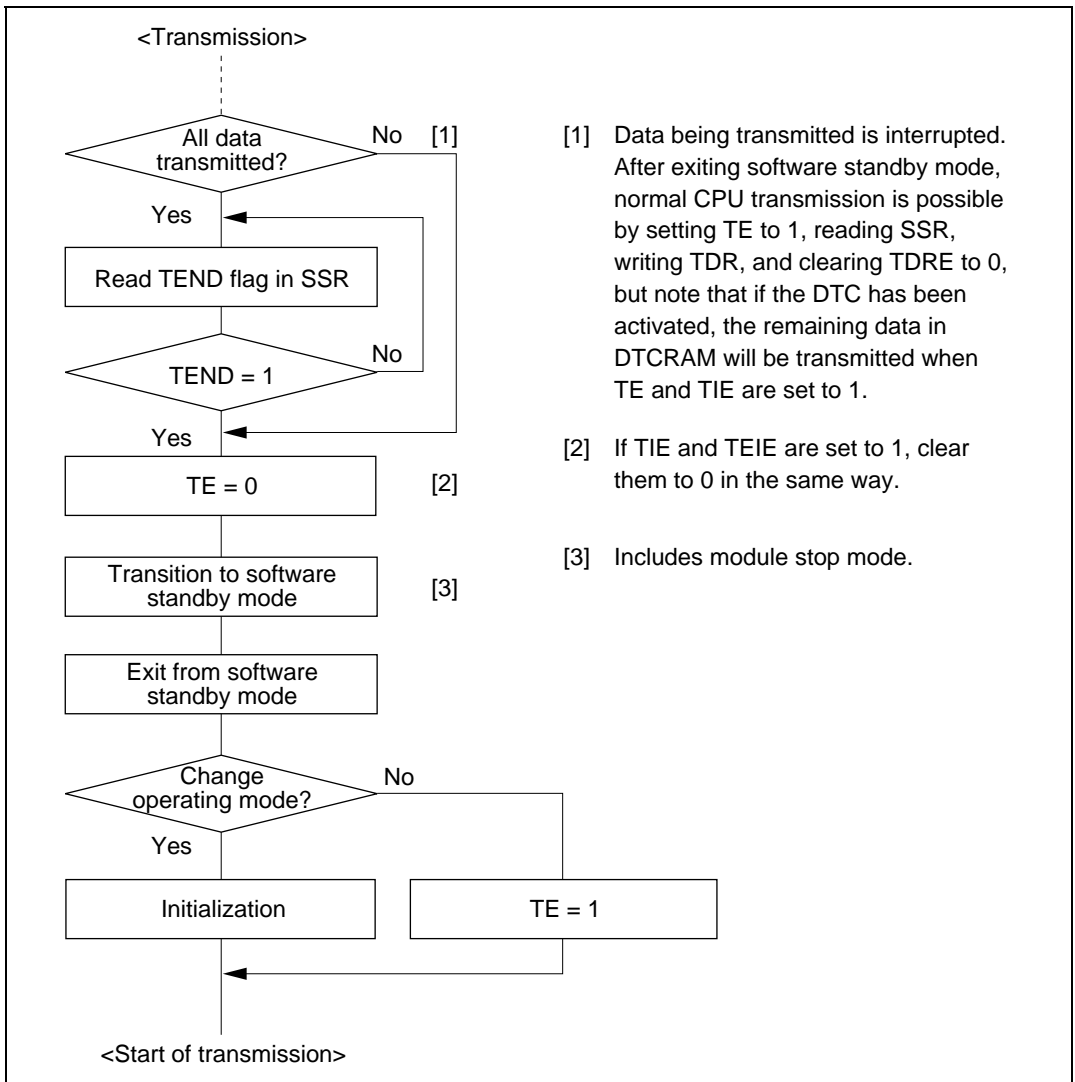 <Transmission>
All data
transmitted?
No [1]
Yes
Read TEND flag in SSR
No
TEND = 1
Yes
TE = 0 [2]
Transition to software
standby mode
[3]
Exit from software
standby mode
Change
operating mode?
No
Yes
Initialization
TE = 1
<Start of transmission>
[1] Data being transmitted is interrupted.
After exiting software standby mode,
normal CPU transmission is possible
by setting TE to 1, reading SSR,
writing TDR, and clearing TDRE to 0,
but note that if the DTC has been
activated, the remaining data in
DTCRAM will be transmitted when
TE and TIE are set to 1.
[2] If TIE and TEIE are set to 1, clear
them to 0 in the same way.
[3] Includes module stop mode.